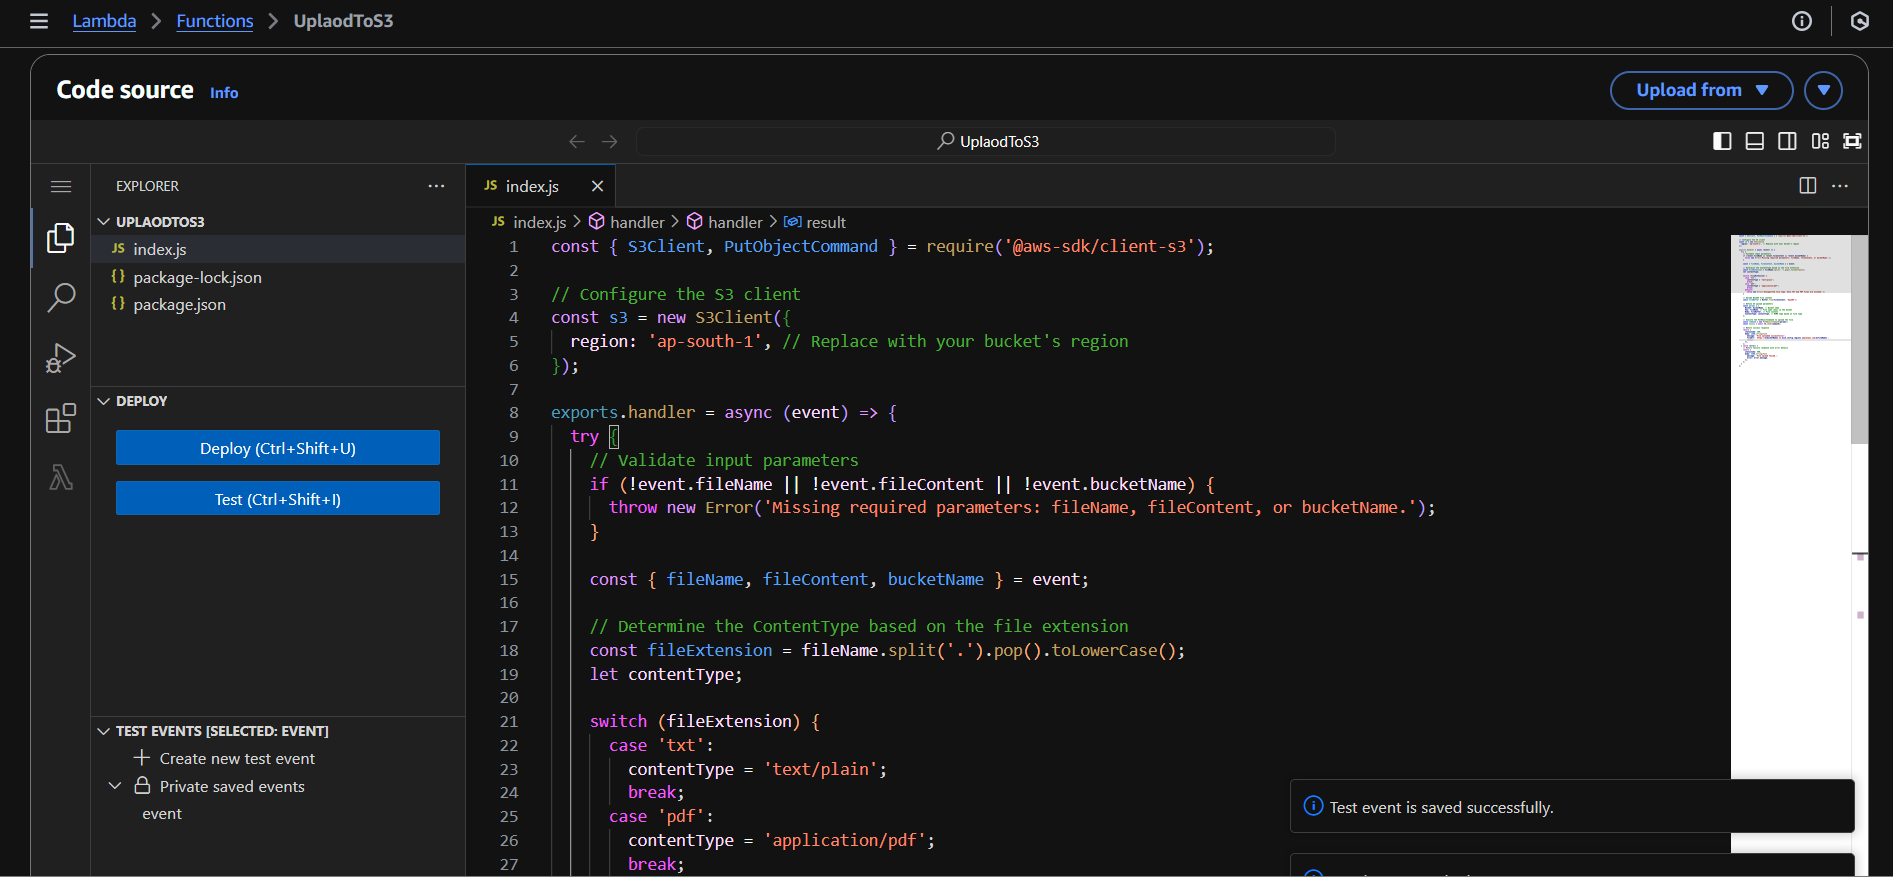 Lambda > Functions > UplaodToS3
Code source Info
Upload from
UplaodToS3
EXPLORER
UPLAODTOS3
JS index.js
{} package-lock.json
{} package.json
DEPLOY
Deploy (Ctrl+Shift+U)
Test (Ctrl+Shift+I)
TEST EVENTS [SELECTED: EVENT]
Create new test event
Private saved events
event
JS index.js
JS index.js > handler > handler > result
1 const { S3Client, PutObjectCommand } = require('@aws-sdk/client-s3');
2
3 // Configure the S3 client
4 const s3 = new S3Client({
5 region: 'ap-south-1', // Replace with your bucket's region
6 });
7
8 exports.handler = async (event) => {
9 try {
10 // Validate input parameters
11 if (!event.fileName || !event.fileContent || !event.bucketName) {
12 throw new Error('Missing required parameters: fileName, fileContent, or bucketName.');
13 }
14
15 const { fileName, fileContent, bucketName } = event;
16
17 // Determine the ContentType based on the file extension
18 const fileExtension = fileName.split('.').pop().toLowerCase();
19 let contentType;
20
21 switch (fileExtension) {
22 case 'txt':
23 contentType = 'text/plain';
24 break;
25 case 'pdf':
26 contentType = 'application/pdf';
27 break;
Test event is saved successfully.